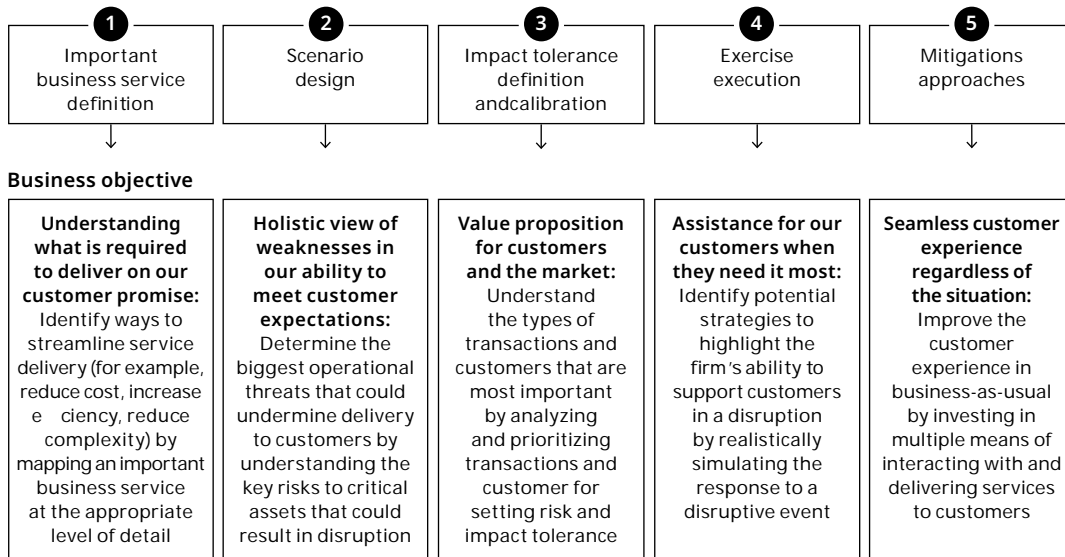 1
Important
business service
definition
2
Scenario
design
3
Impact tolerance
definition
andcalibration
4
Exercise
execution
5
Mitigations
approaches
Business objective
Understanding
what is required
to deliver on our
customer promise:
Identify ways to
streamline service
delivery (for example,
reduce cost, increase
e ciency, reduce
complexity) by
mapping an important
business service
at the appropriate
level of detail
Holistic view of
weaknesses in
our ability to
meet customer
expectations:
Determine the
biggest operational
threats that could
undermine delivery
to customers by
understanding the
key risks to critical
assets that could
result in disruption
Value proposition
for customers
and the market:
Understand
the types of
transactions and
customers that are
most important
by analyzing
and prioritizing
transactions and
customer for
setting risk and
impact tolerance
Assistance for our
customers when
they need it most:
Identify potential
strategies to
highlight the
firm's ability to
support customers
in a disruption
by realistically
simulating the
response to a
disruptive event
Seamless customer
experience
regardless of
the situation:
Improve the
customer
experience in
business-as-usual
by investing in
multiple means of
interacting with and
delivering services
to customers